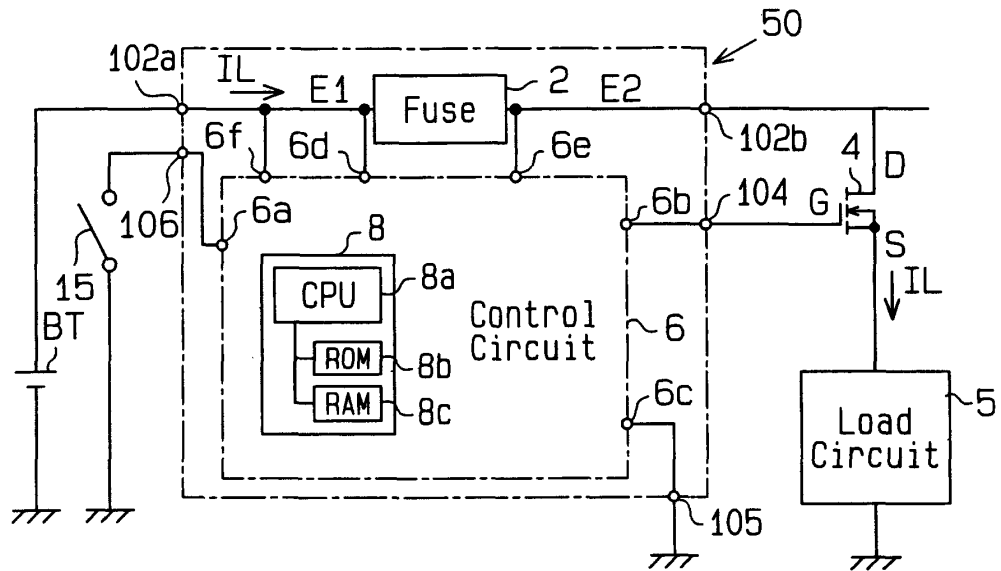 50
102a
IL
E1
Fuse
2
E2
102b
6f
6d
6e
4
D
106
6a
6b
104
G
S
15
8
CPU
8a
IL
BT
Control
Circuit
6
ROM
8b
RAM
8c
6c
Load
Circuit
5
105